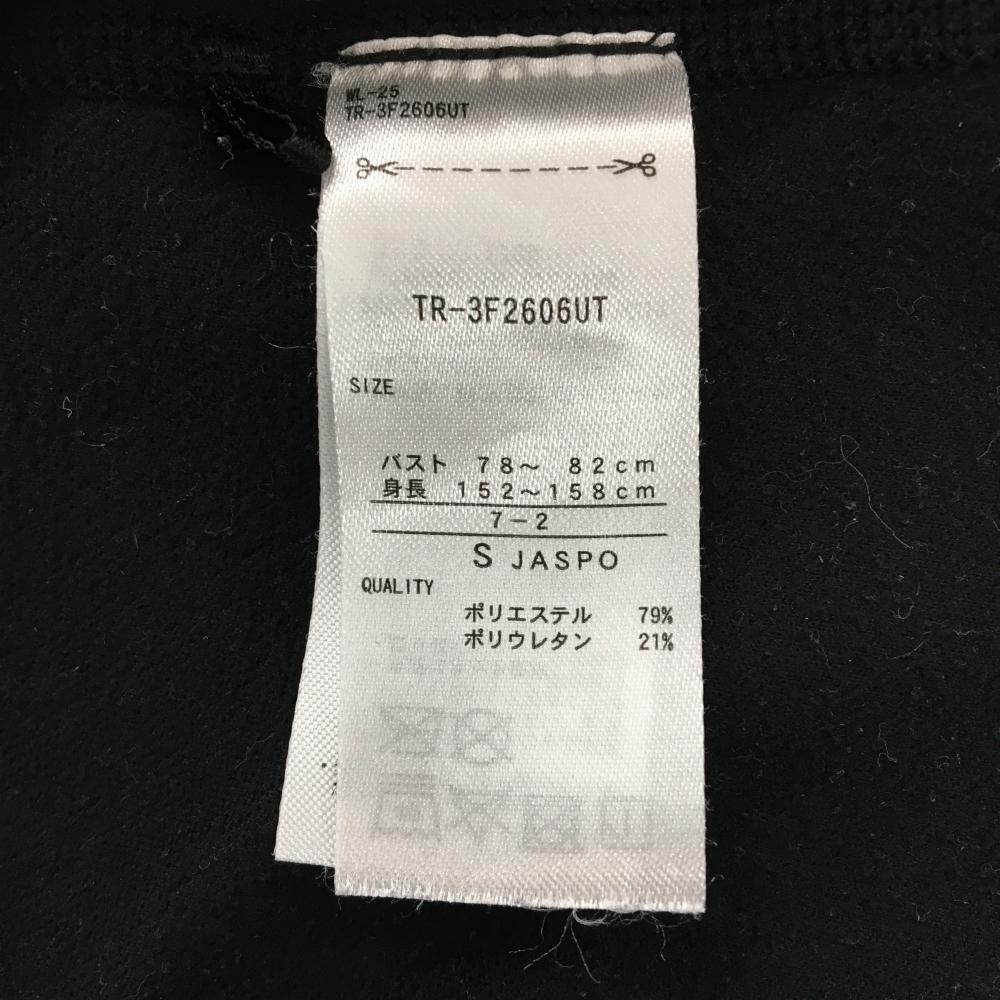 WL-25
TR-3F2606UT
TR-3F2606UT
SIZE
バスト 78～ 82cm
身長 152～158cm
7-2
S JASPO
QUALITY
ポリエステル 79%
ポリウレタン 21%